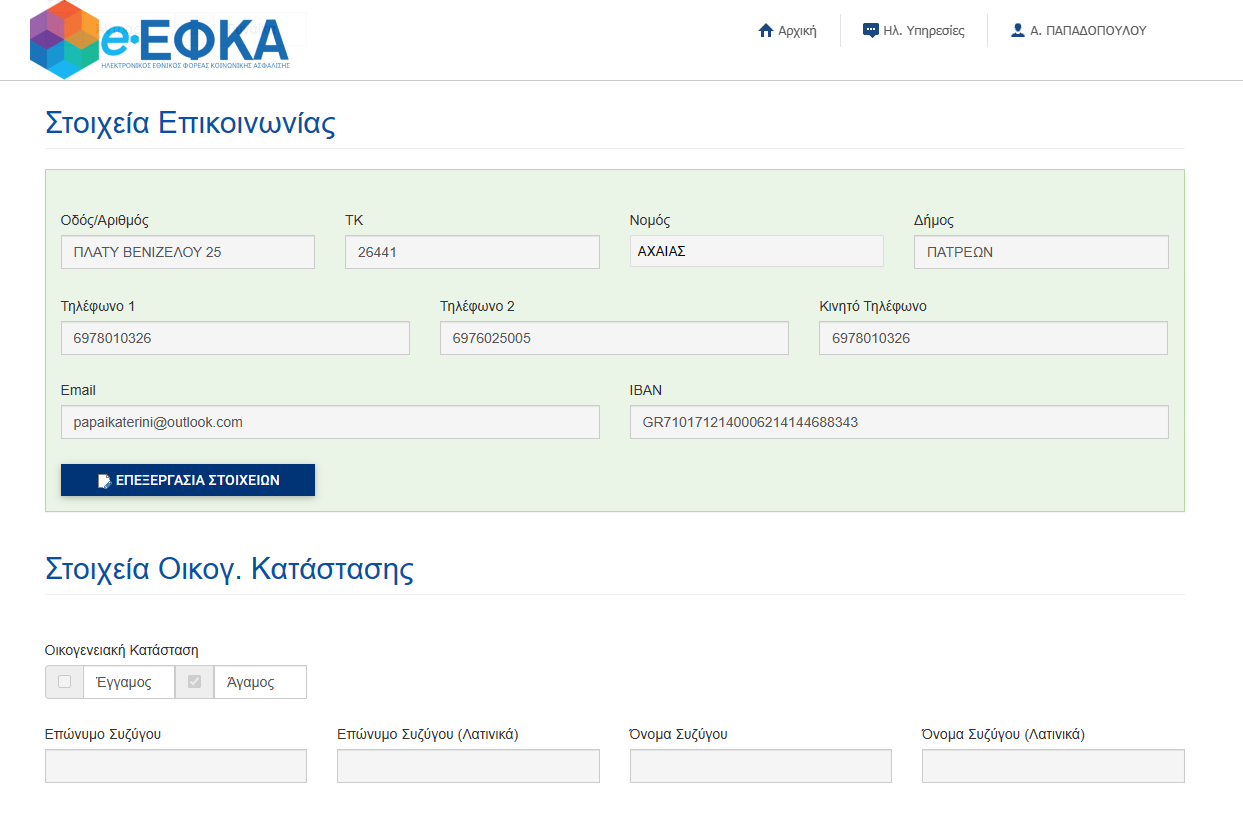 e-ΕΦΚΑ
ΗΛΕΚΤΡΟΝΙΚΟΣ ΕΘΝΙΚΟΣ ΦΟΡΕΑΣ ΚΟΙΝΩΝΙΚΗΣ ΑΣΦΑΛΙΣΗΣ
Αρχική Ηλ. Υπηρεσίες Α. ΠΑΠΑΔΟΠΟΥΛΟΥ
Στοιχεία Επικοινωνίας
Οδός/Αριθμός ΤΚ Νομός Δήμος
ΠΛΑΤΥ ΒΕΝΙΖΕΛΟΥ 25 26441 ΑΧΑΙΑΣ ΠΑΤΡΕΩΝ
Τηλέφωνο 1 Τηλέφωνο 2 Κινητό Τηλέφωνο
6978010326 6976025005 6978010326
Email IBAN
papaikaterini@outlook.com GR7101712140006214144688343
ΕΠΕΞΕΡΓΑΣΙΑ ΣΤΟΙΧΕΙΩΝ
Στοιχεία Οικογ. Κατάστασης
Οικογενειακή Κατάσταση
Έγγαμος Άγαμος
Επώνυμο Συζύγου Επώνυμο Συζύγου (Λατινικά) Όνομα Συζύγου Όνομα Συζύγου (Λατινικά)